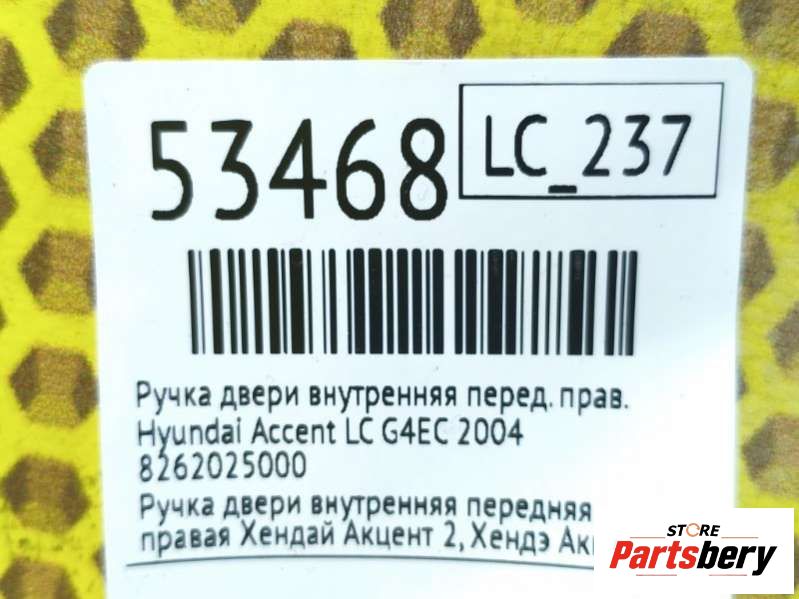 53468
LC_237
Ручка двери внутренняя перед. прав.
Hyundai Accent LC G4EC 2004
8262025000
Ручка двери внутренняя передняя
правая Хендай Акцент 2, Хендэ
STORE
Partsbery